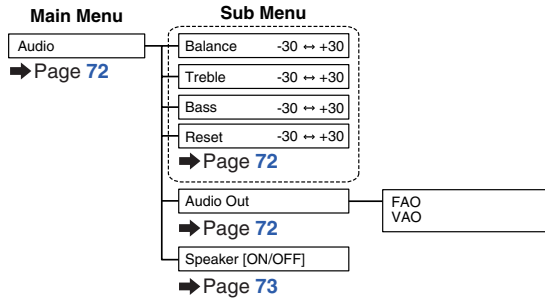 Main Menu
Sub Menu
Audio
➡ Page 72
Balance -30 ↔ +30
Treble -30 ↔ +30
Bass -30 ↔ +30
Reset -30 ↔ +30
➡ Page 72
Audio Out
➡ Page 72
FAO
VAO
Speaker [ON/OFF]
➡ Page 73